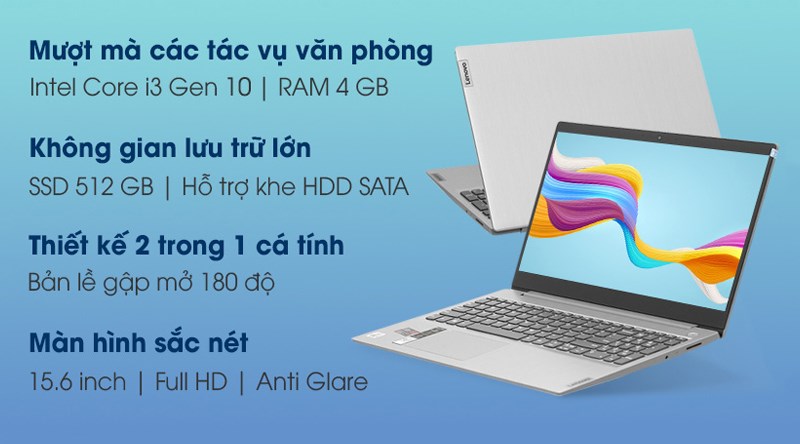 Mượt mà các tác vụ văn phòng
Intel Core i3 Gen 10 | RAM 4 GB
Không gian lưu trữ lớn
SSD 512 GB | Hỗ trợ khe HDD SATA
Thiết kế 2 trong 1 cá tính
Bản lề gập mở 180 độ
Màn hình sắc nét
15.6 inch | Full HD | Anti Glare
Lenovo